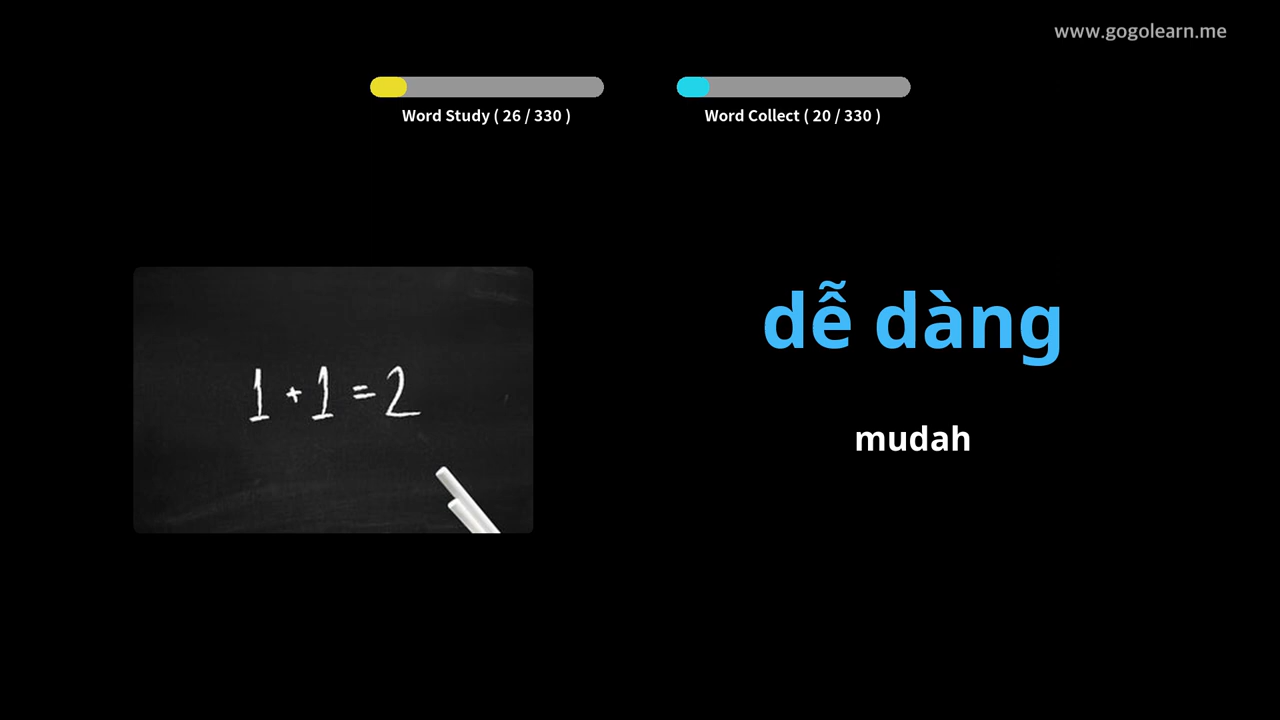 www.gogolearn.me
Word Study ( 26 / 330 )
Word Collect ( 20 / 330 )
1 + 1 = 2
dễ dàng
mudah